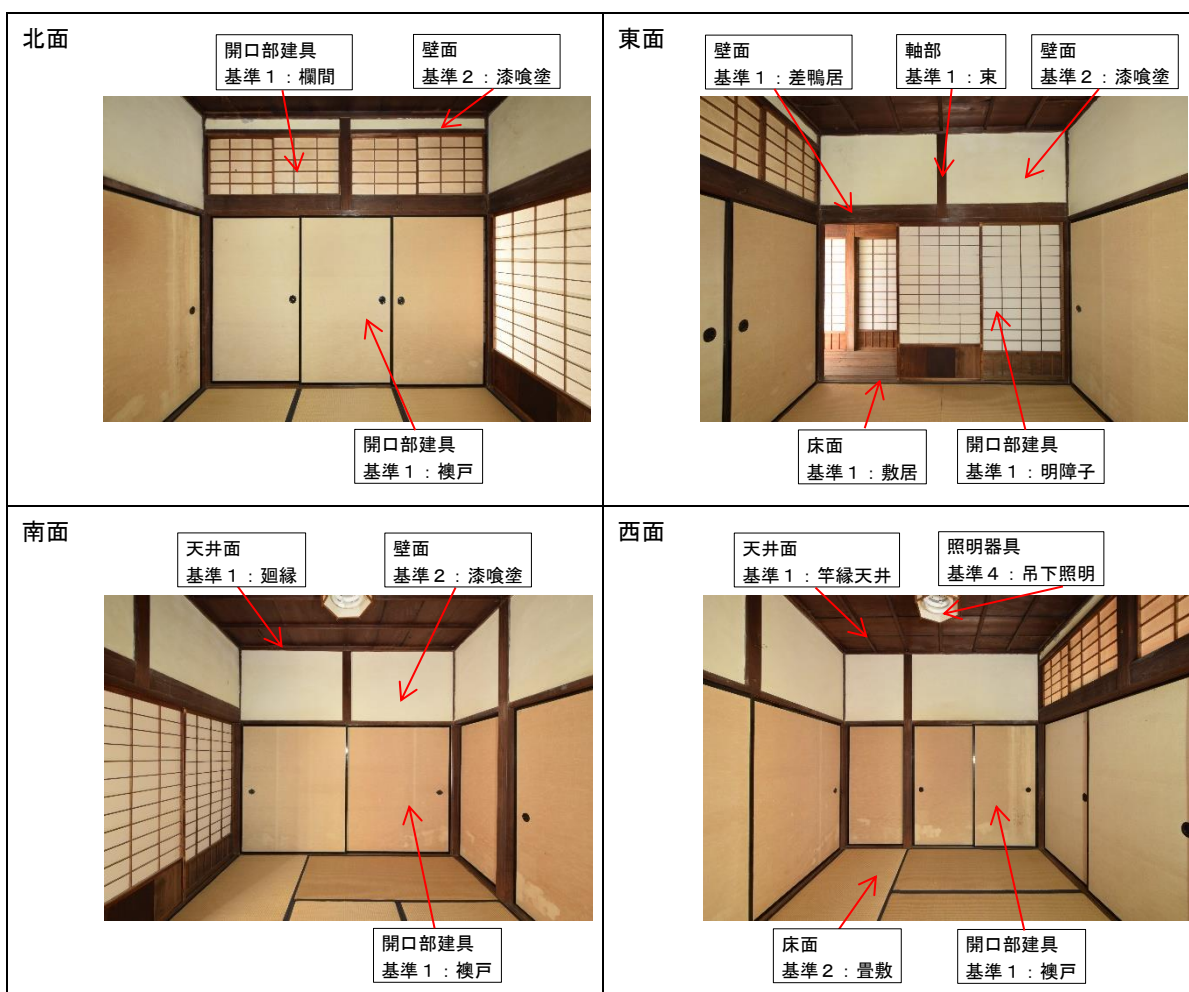 北面
開口部建具
基準1:欄間
壁面
基準2:漆喰塗
開口部建具
基準1:襖戸
東面
壁面
基準1:差鴨居
軸部
基準1:束
壁面
基準2:漆喰塗
床面
基準1:敷居
開口部建具
基準1:明障子
南面
天井面
基準1:廻縁
壁面
基準2:漆喰塗
開口部建具
基準1:襖戸
西面
天井面
基準1:竿縁天井
照明器具
基準4:吊下照明
床面
基準2:畳敷
開口部建具
基準1:襖戸